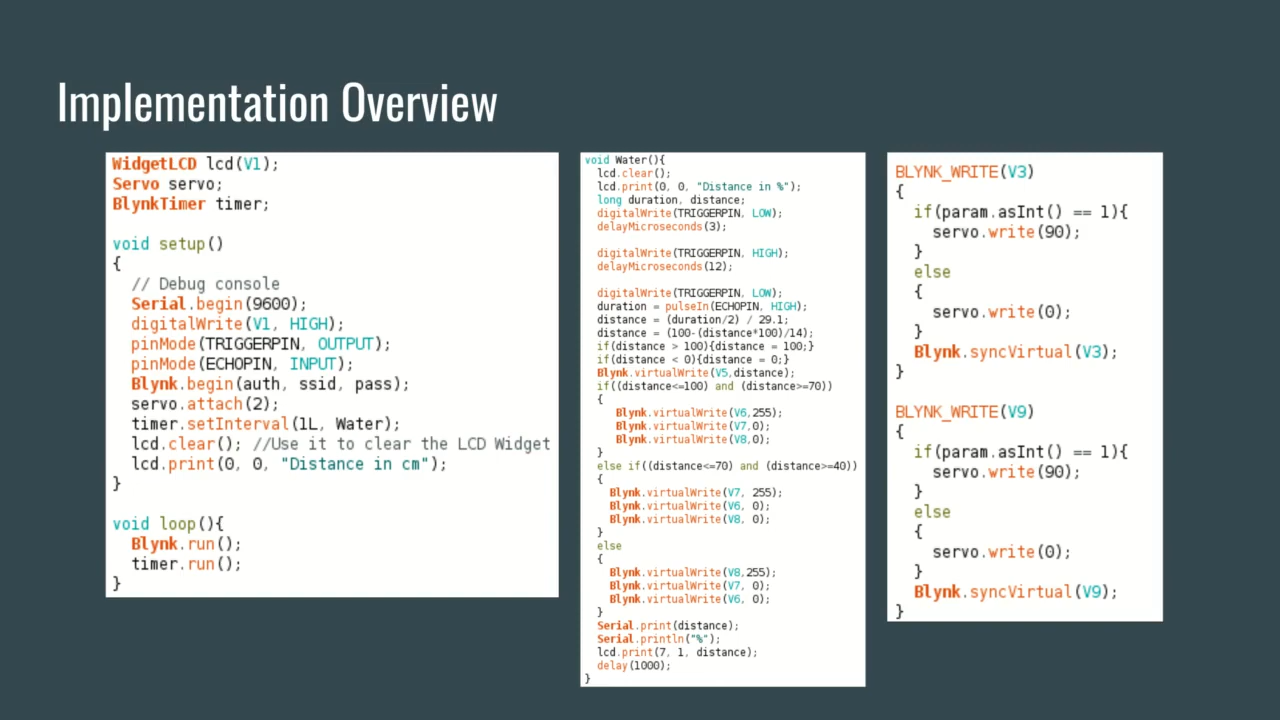 Implementation Overview
WidgetLCD lcd(V1);
Servo servo;
BlynkTimer timer;
void setup()
{
// Debug console
Serial.begin(9600);
digitalWrite(V1, HIGH);
pinMode(TRIGGERPIN, OUTPUT);
pinMode(ECHOPIN, INPUT);
Blynk.begin(auth, ssid, pass);
servo.attach(2);
timer.setInterval(1L, Water);
lcd.clear(); //Use it to clear the LCD Widget
lcd.print(0, 0, "Distance in cm");
}
void loop(){
Blynk.run();
timer.run();
}
void Water(){
lcd.clear();
lcd.print(0, 0, "Distance in %");
long duration, distance;
digitalWrite(TRIGGERPIN, LOW);
delayMicroseconds(3);
digitalWrite(TRIGGERPIN, HIGH);
delayMicroseconds(12);
digitalWrite(TRIGGERPIN, LOW);
duration = pulseIn(ECHOPIN, HIGH);
distance = (duration/2) / 29.1;
distance = (100-(distance*100)/14);
if(distance > 100){distance = 100;}
if(distance < 0){distance = 0;}
Blynk.virtualWrite(V5,distance);
if((distance<=100) and (distance>=70))
{
Blynk.virtualWrite(V6,255);
Blynk.virtualWrite(V7,0);
Blynk.virtualWrite(V8,0);
}
else if((distance<=70) and (distance>=40))
{
Blynk.virtualWrite(V7, 255);
Blynk.virtualWrite(V6, 0);
Blynk.virtualWrite(V8, 0);
}
else
{
Blynk.virtualWrite(V8,255);
Blynk.virtualWrite(V7, 0);
Blynk.virtualWrite(V6, 0);
}
Serial.print(distance);
Serial.println("%");
lcd.print(7, 1, distance);
delay(1000);
}
BLYNK_WRITE(V3)
{
if(param.asInt() == 1){
servo.write(90);
}
else
{
servo.write(0);
}
Blynk.syncVirtual(V3);
}
BLYNK_WRITE(V9)
{
if(param.asInt() == 1){
servo.write(90);
}
else
{
servo.write(0);
}
Blynk.syncVirtual(V9);
}